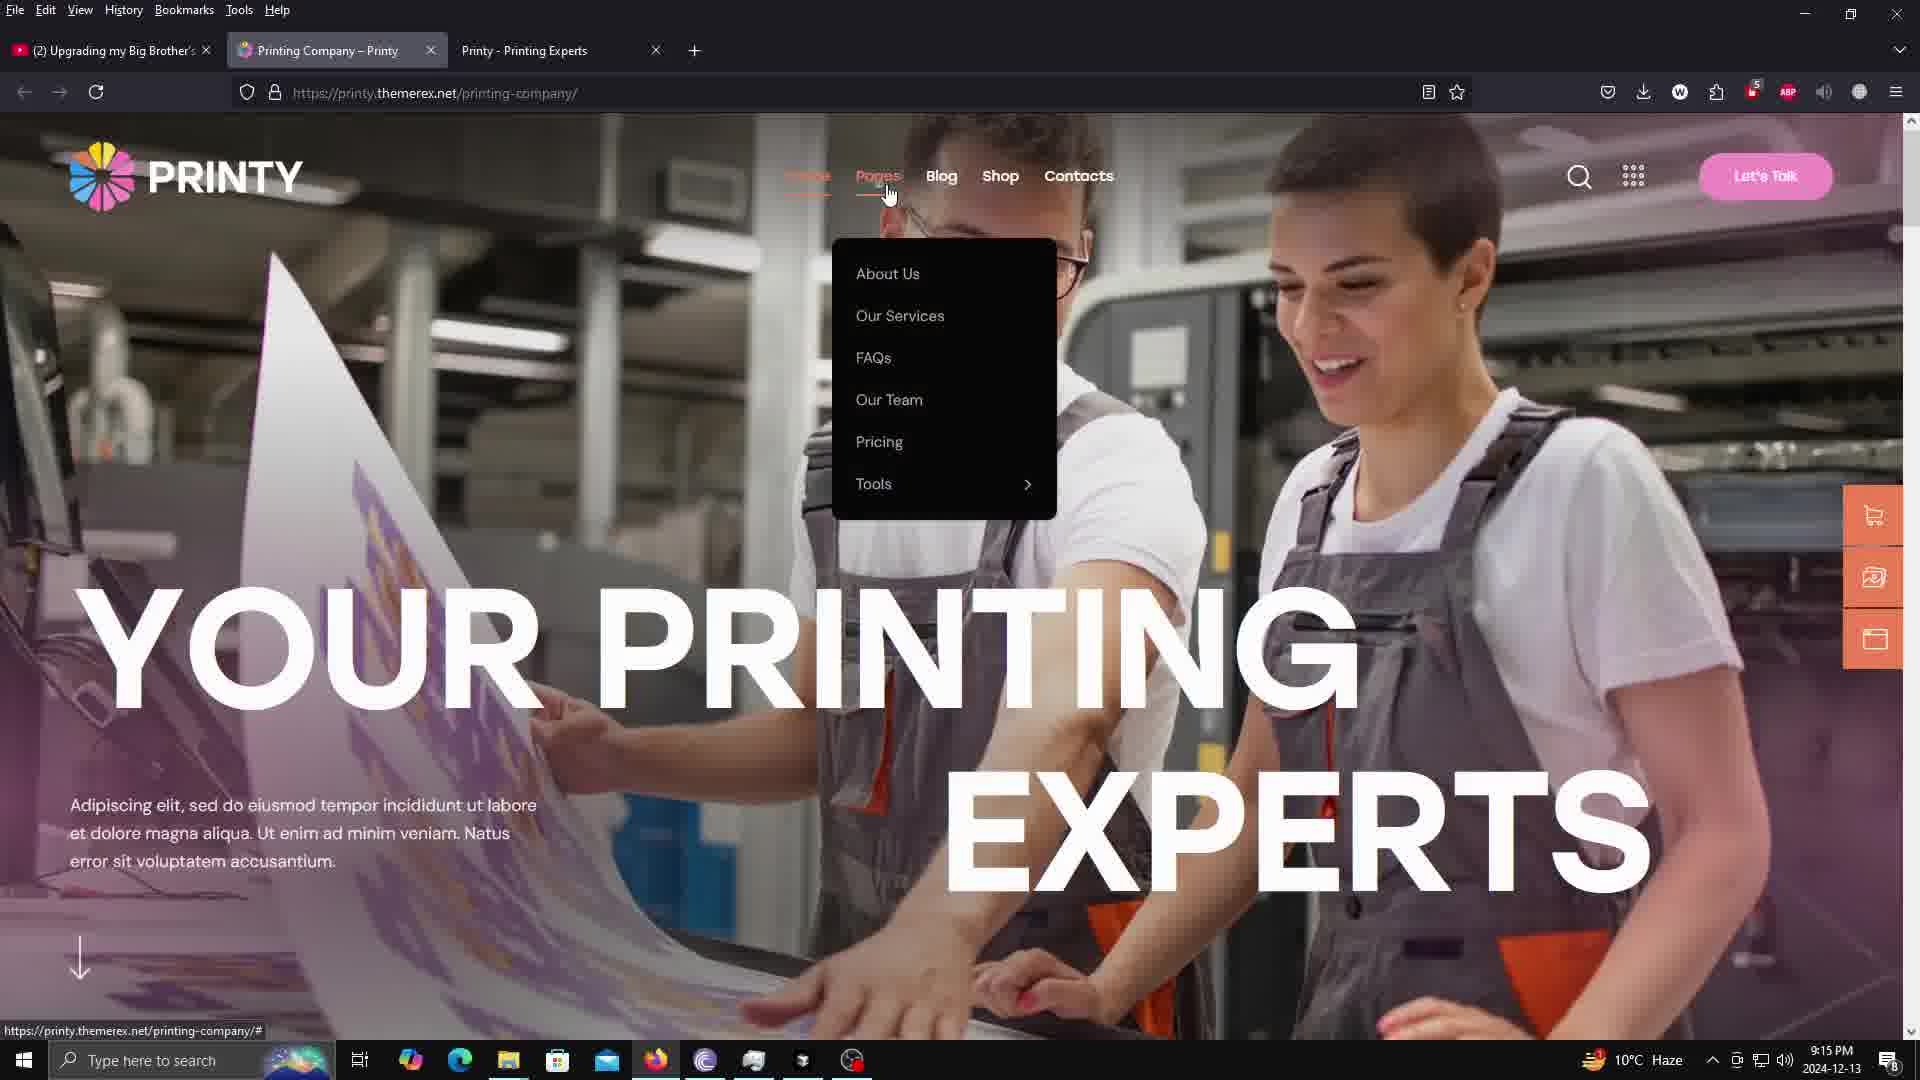 File Edit View History Bookmarks Tools Help
(2) Upgrading my Big Brother's
Printing Company – Printy
Printy - Printing Experts
https://printy.themerex.net/printing-company/
5
W
ABP
PRINTY
Pages Blog Shop Contacts
Let's Talk
About Us
Our Services
FAQs
Our Team
Pricing
Tools
YOUR PRINTING
EXPERTS
Adipiscing elit, sed do eiusmod tempor incididunt ut labore
et dolore magna aliqua. Ut enim ad minim veniam. Natus
error sit voluptatem accusantium.
https://printy.themerex.net/printing-company/#
Type here to search
1
10°C Haze
9:15 PM
2024-12-13
8